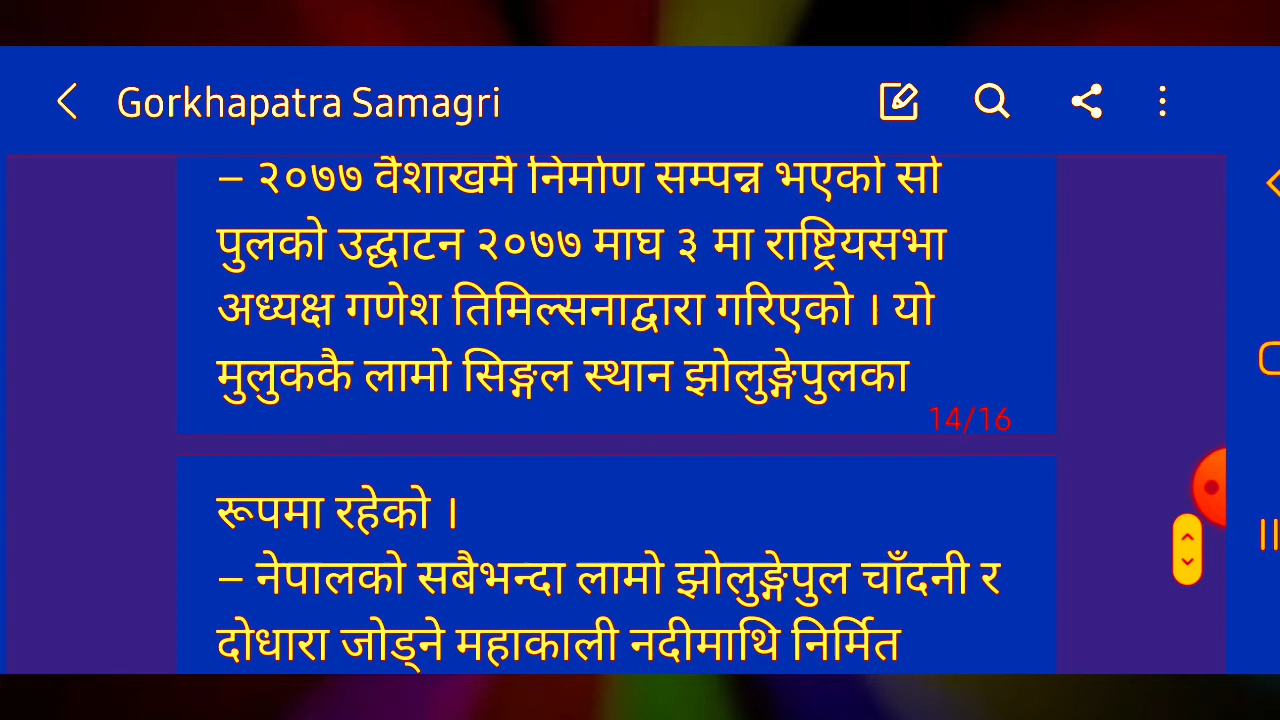 Gorkhapatra Samagri
– २०७७ वैशाखमै निर्माण सम्पन्न भएको सो
पुलको उद्घाटन २०७७ माघ ३ मा राष्ट्रियसभा
अध्यक्ष गणेश तिमिल्सनाद्वारा गरिएको । यो
मुलुककै लामो सिङ्गल स्थान झोलुङ्गेपुलका
14/16
रूपमा रहेको ।
– नेपालको सबैभन्दा लामो झोलुङ्गेपुल चाँदनी र
दोधारा जोड्ने महाकाली नदीमाथि निर्मित